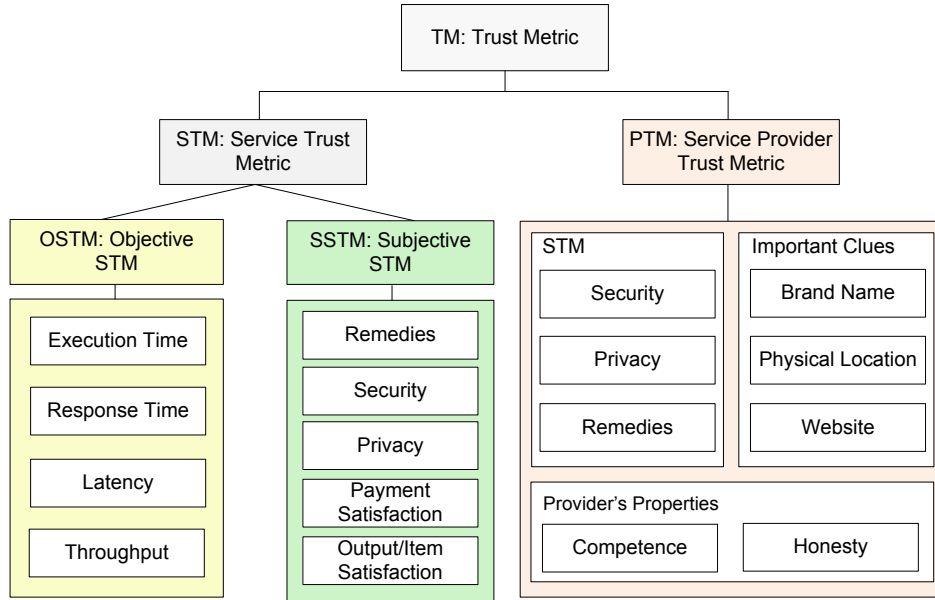 TM: Trust Metric
STM: Service Trust
Metric
PTM: Service Provider
Trust Metric
OSTM: Objective
STM
Execution Time
Response Time
Latency
Throughput
SSTM: Subjective
STM
Remedies
Security
Privacy
Payment
Satisfaction
Output/Item
Satisfaction
STM
Security
Privacy
Remedies
Important Clues
Brand Name
Physical Location
Website
Provider's Properties
Competence
Honesty